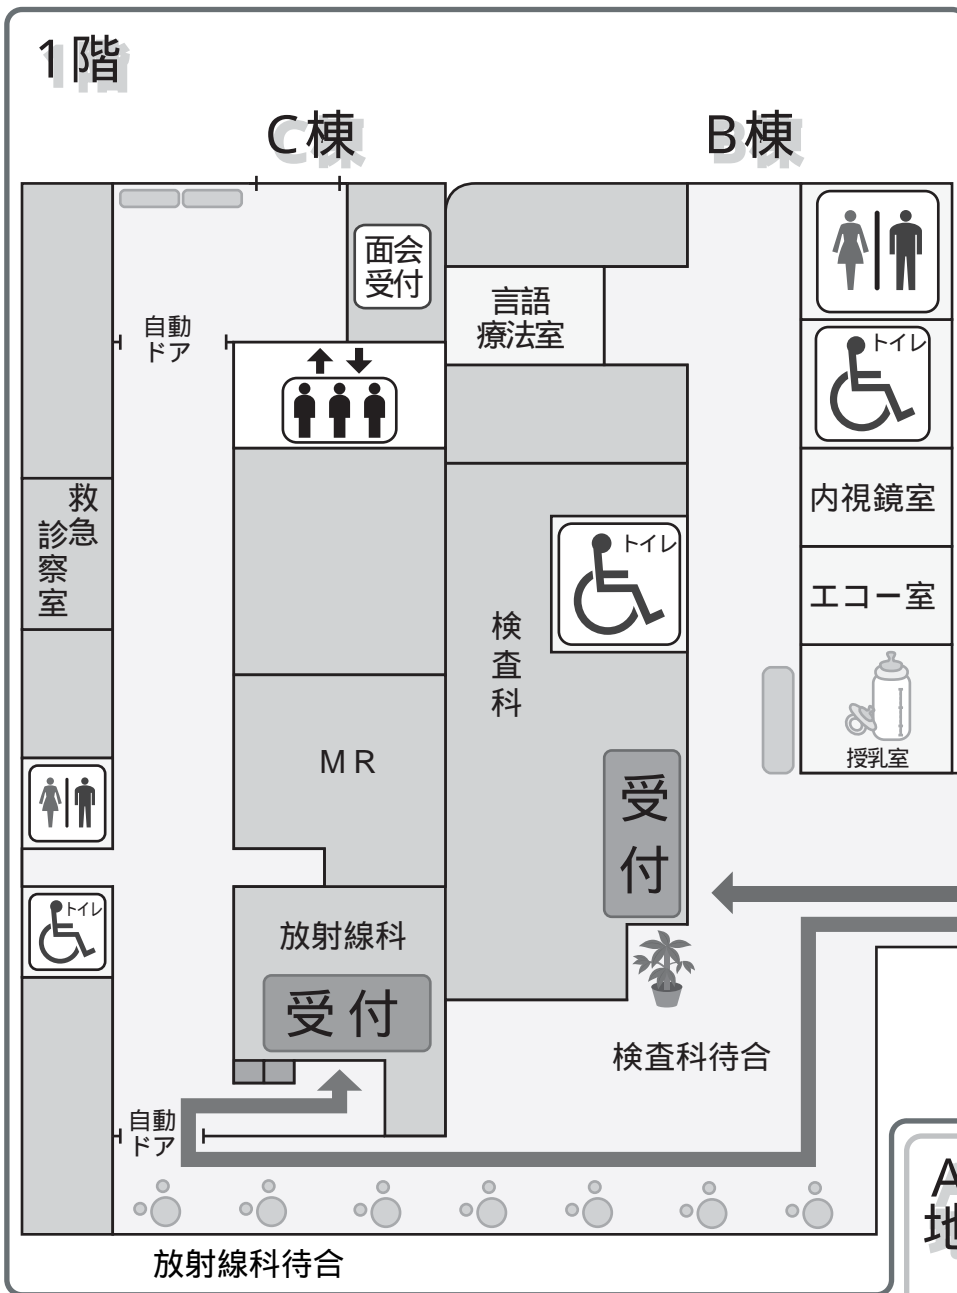 1階
C棟
B棟
面会
受付
言語
療法室
自動
ドア
トイレ
救急
診察室
内視鏡室
トイレ
エコー室
検査科
MR
授乳室
受付
トイレ
放射線科
受付
検査科待合
自動
ドア
A
地
放射線科待合